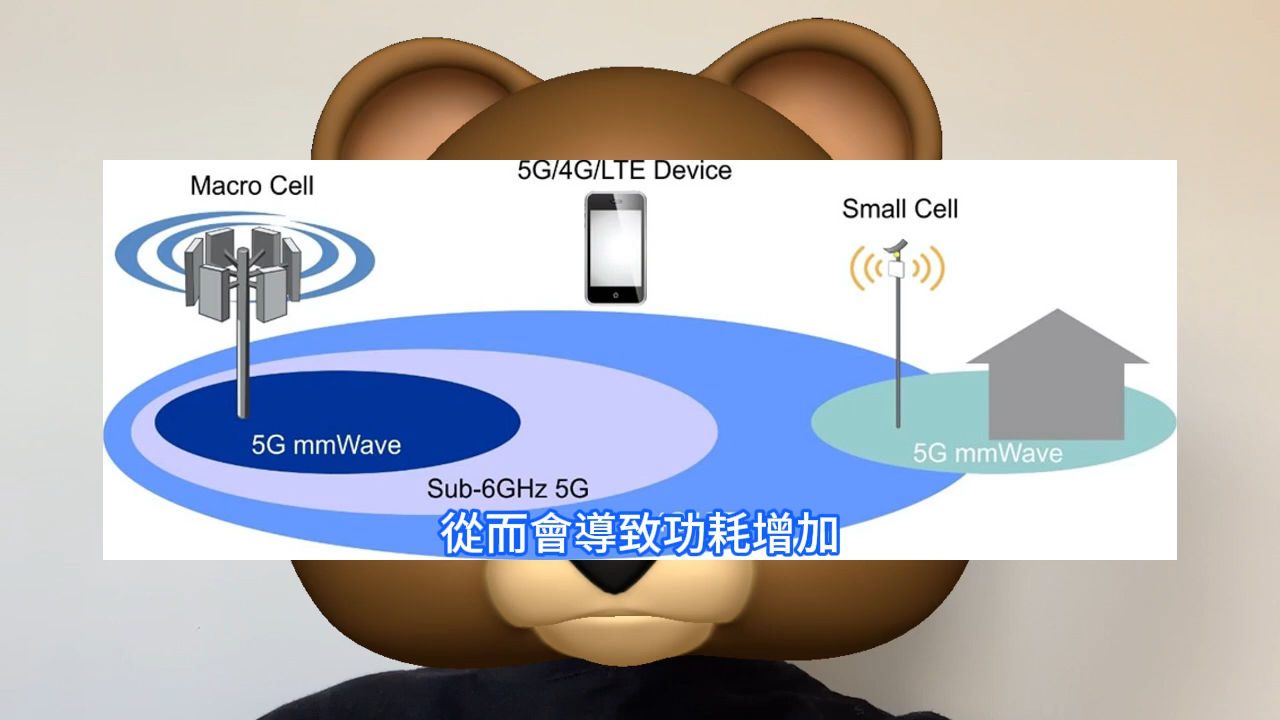 5G/4G/LTE Device
Macro Cell
Small Cell
5G mmWave
5G mmWave
Sub-6GHz 5G
從而會導致功耗增加